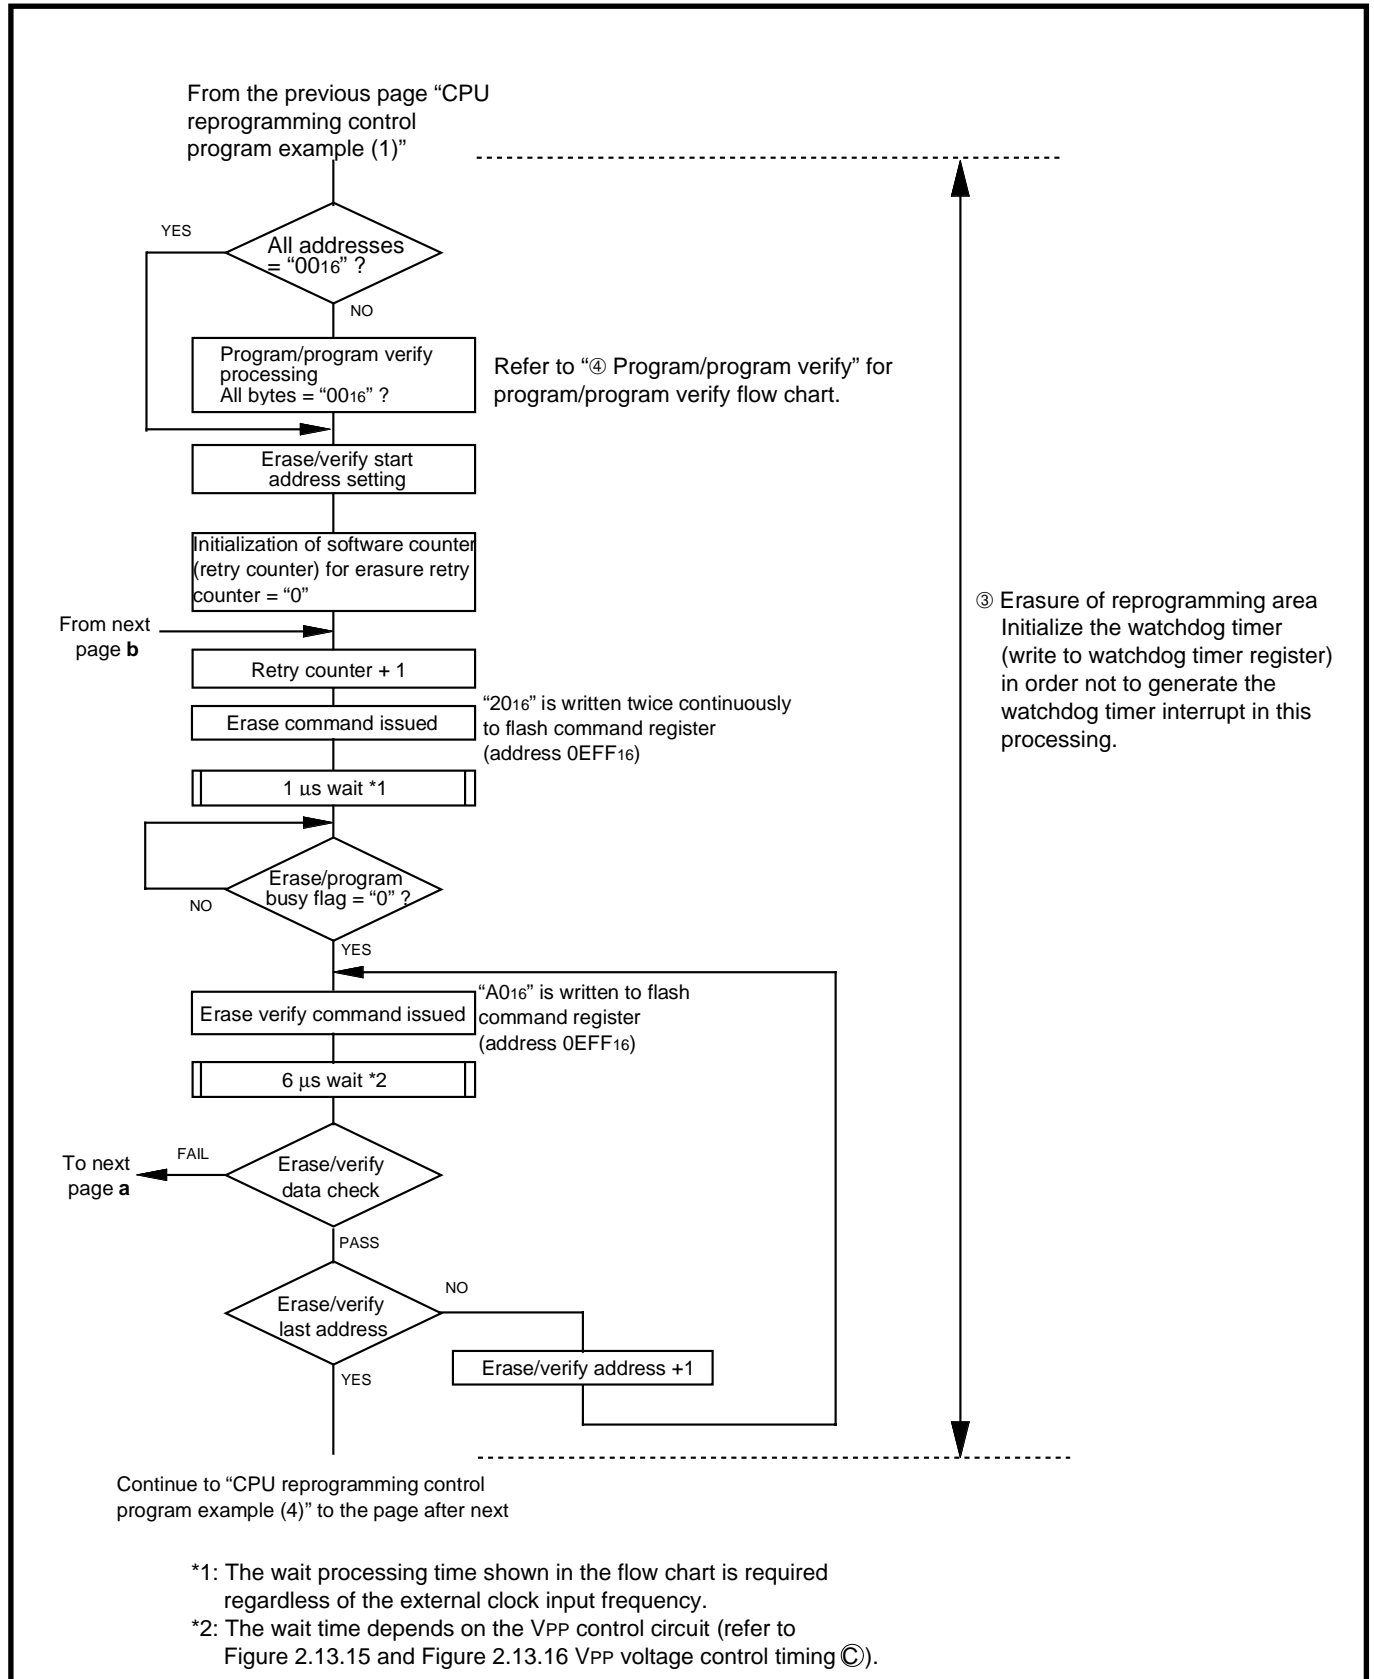 From the previous page “CPU
reprogramming control
program example (1)”
YES
All addresses
= “0016” ?
NO
Program/program verify
processing
All bytes = “0016” ?
Refer to “④ Program/program verify” for
program/program verify flow chart.
Erase/verify start
address setting
Initialization of software counter
(retry counter) for erasure retry
counter = “0”
From next
page b
Retry counter + 1
Erase command issued
“2016” is written twice continuously
to flash command register
(address 0EFF16)
1 µs wait *1
Erase/program
busy flag = “0” ?
NO
YES
Erase verify command issued
“A016” is written to flash
command register
(address 0EFF16)
6 µs wait *2
To next
page a
FAIL
Erase/verify
data check
PASS
Erase/verify
last address
NO
YES
Erase/verify address +1
③ Erasure of reprogramming area
Initialize the watchdog timer
(write to watchdog timer register)
in order not to generate the
watchdog timer interrupt in this
processing.
Continue to “CPU reprogramming control
program example (4)” to the page after next
*1: The wait processing time shown in the flow chart is required
regardless of the external clock input frequency.
*2: The wait time depends on the VPP control circuit (refer to
Figure 2.13.15 and Figure 2.13.16 VPP voltage control timing Ⓒ).